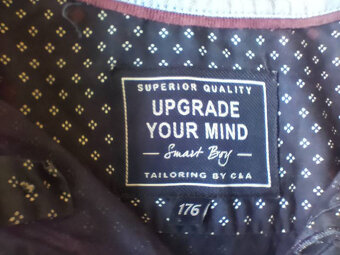 SUPERIOR QUALITY
UPGRADE
YOUR MIND
Smart Boy
TAILORING BY C&A
176/